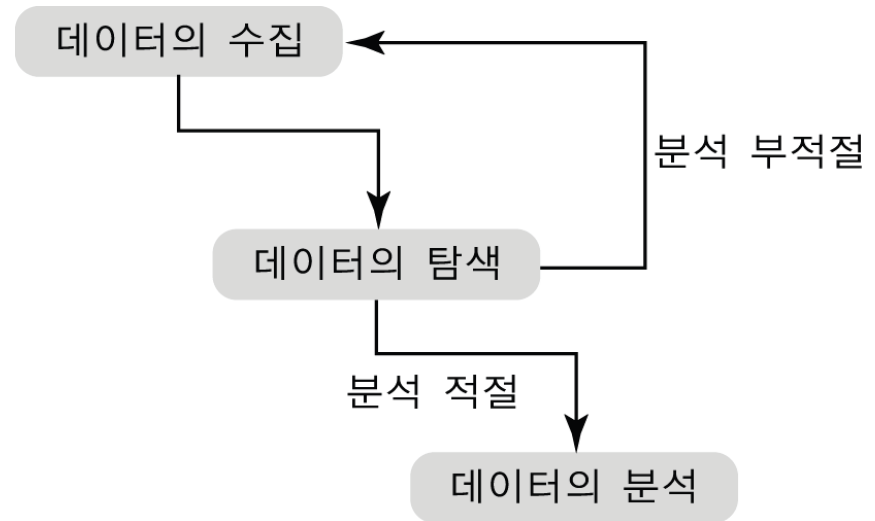 데이터의 수집
분석 부적절
데이터의 탐색
분석 적절
데이터의 분석